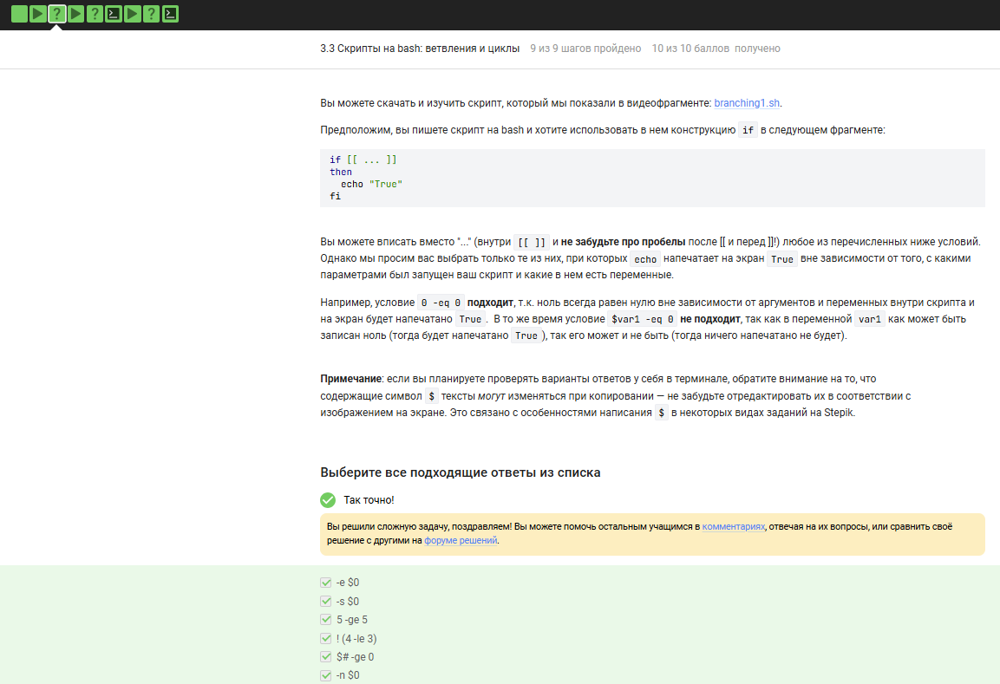 3.3 Скрипты на bash: ветвления и циклы 9 из 9 шагов пройдено 10 из 10 баллов получено
Вы можете скачать и изучить скрипт, который мы показали в видеофрагменте: branching1.sh.
Предположим, вы пишете скрипт на bash и хотите использовать в нем конструкцию if в следующем фрагменте:
if [[ ... ]]
then
  echo "True"
fi
Вы можете вписать вместо "..." (внутри [[ ]] и не забудьте про пробелы после [[ и перед ]]!) любое из перечисленных ниже условий.
Однако мы просим вас выбрать только те из них, при которых echo напечатает на экран True вне зависимости от того, с какими
параметрами был запущен ваш скрипт и какие в нем есть переменные.
Например, условие 0 -eq 0 подходит, т.к. ноль всегда равен нулю вне зависимости от аргументов и переменных внутри скрипта и
на экран будет напечатано True . В то же время условие $var1 -eq 0 не подходит, так как в переменной var1 как может быть
записан ноль (тогда будет напечатано True ), так его может и не быть (тогда ничего напечатано не будет).
Примечание: если вы планируете проверять варианты ответов у себя в терминале, обратите внимание на то, что
содержащие символ $ тексты могут изменяться при копировании — не забудьте отредактировать их в соответствии с
изображением на экране. Это связано с особенностями написания $ в некоторых видах заданий на Stepik.
Выберите все подходящие ответы из списка
Так точно!
Вы решили сложную задачу, поздравляем! Вы можете помочь остальным учащимся в комментариях, отвечая на их вопросы, или сравнить своё
решение с другими на форуме решений.
-e $0
-s $0
5 -ge 5
! (4 -le 3)
$# -ge 0
-n $0